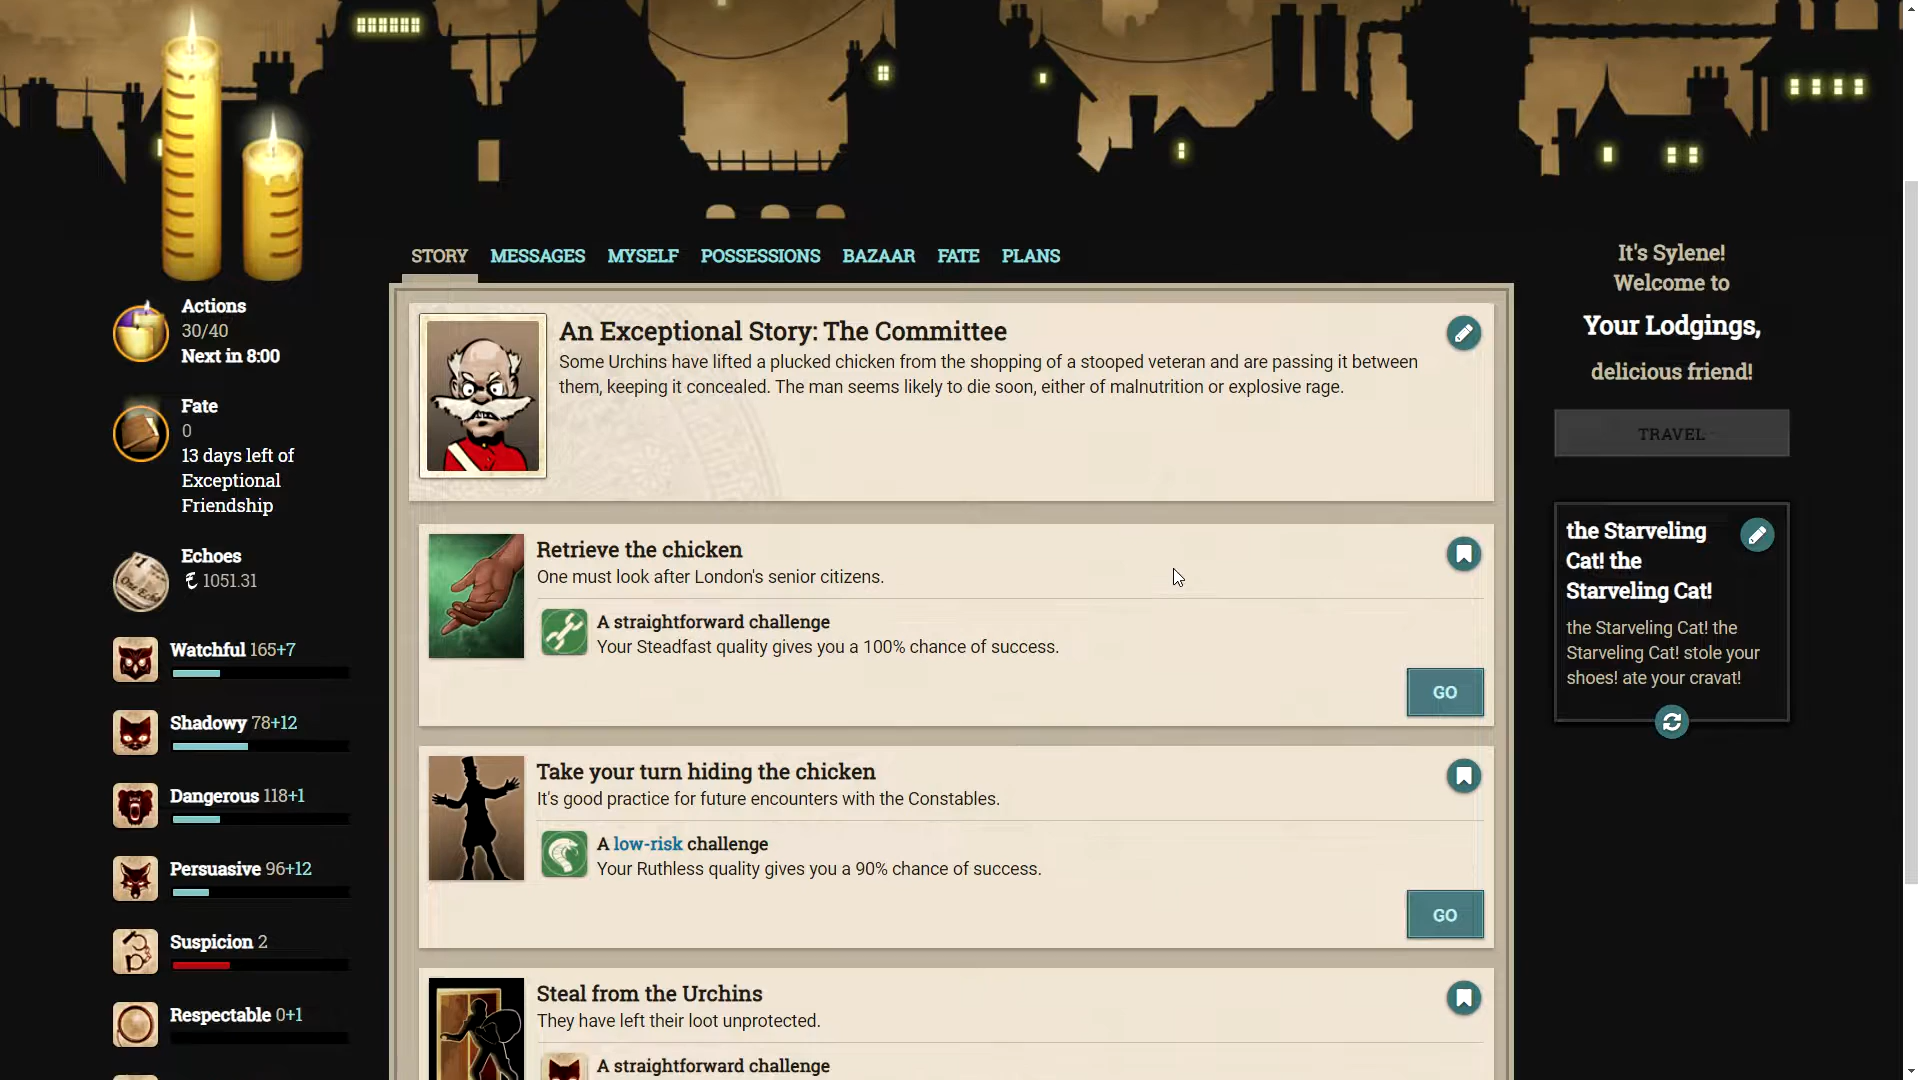 STORY MESSAGES MYSELF POSSESSIONS BAZAAR FATE PLANS
Actions
30/40
Next in 8:00
Fate
0
13 days left of
Exceptional
Friendship
Echoes
1051.31
Watchful 165+7
Shadowy 78+12
Dangerous 118+1
Persuasive 96+12
Suspicion 2
Respectable 0+1
An Exceptional Story: The Committee
Some Urchins have lifted a plucked chicken from the shopping of a stooped veteran and are passing it between
them, keeping it concealed. The man seems likely to die soon, either of malnutrition or explosive rage.
Retrieve the chicken
One must look after London's senior citizens.
A straightforward challenge
Your Steadfast quality gives you a 100% chance of success.
GO
Take your turn hiding the chicken
It's good practice for future encounters with the Constables.
A low-risk challenge
Your Ruthless quality gives you a 90% chance of success.
GO
Steal from the Urchins
They have left their loot unprotected.
A straightforward challenge
It's Sylene!
Welcome to
Your Lodgings,
delicious friend!
TRAVEL
the Starveling
Cat! the
Starveling Cat!
the Starveling Cat! the
Starveling Cat! stole your
shoes! ate your cravat!